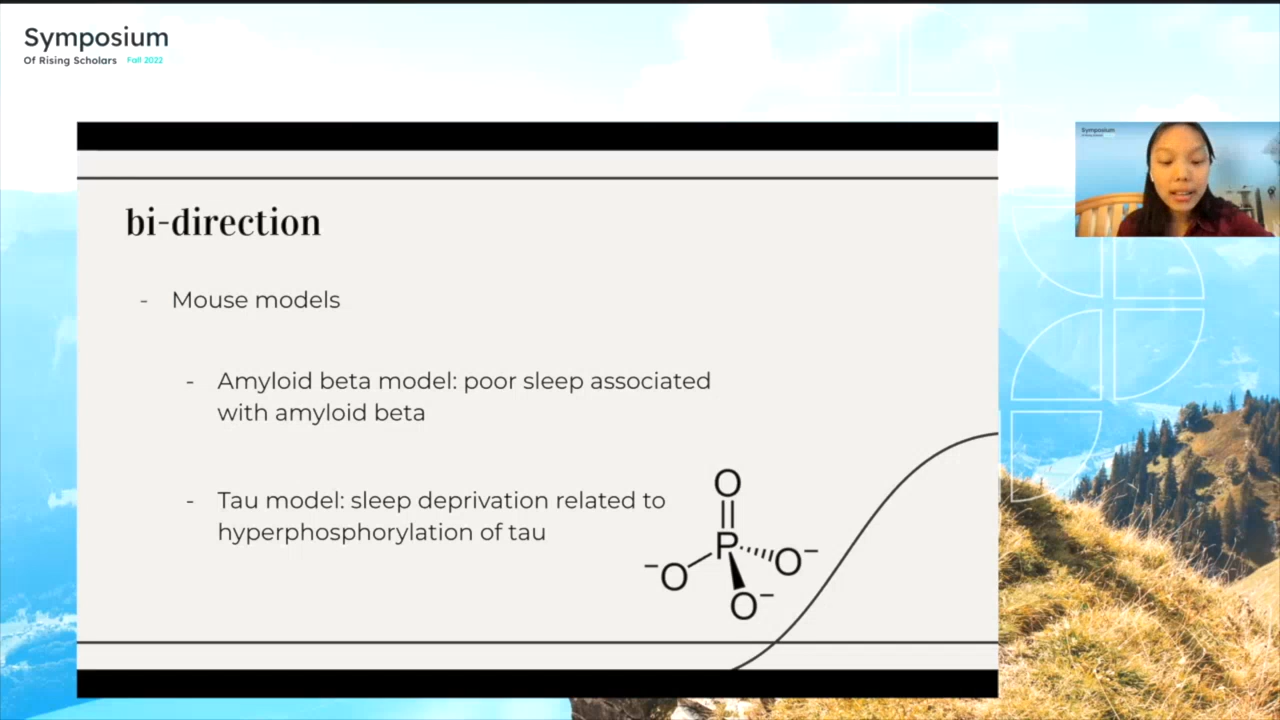 Symposium
Of Rising Scholars Fall 2022
Symposium
bi-direction
- Mouse models
- Amyloid beta model: poor sleep associated
with amyloid beta
- Tau model: sleep deprivation related to
hyperphosphorylation of tau
O
P
⁻O
O⁻
O⁻